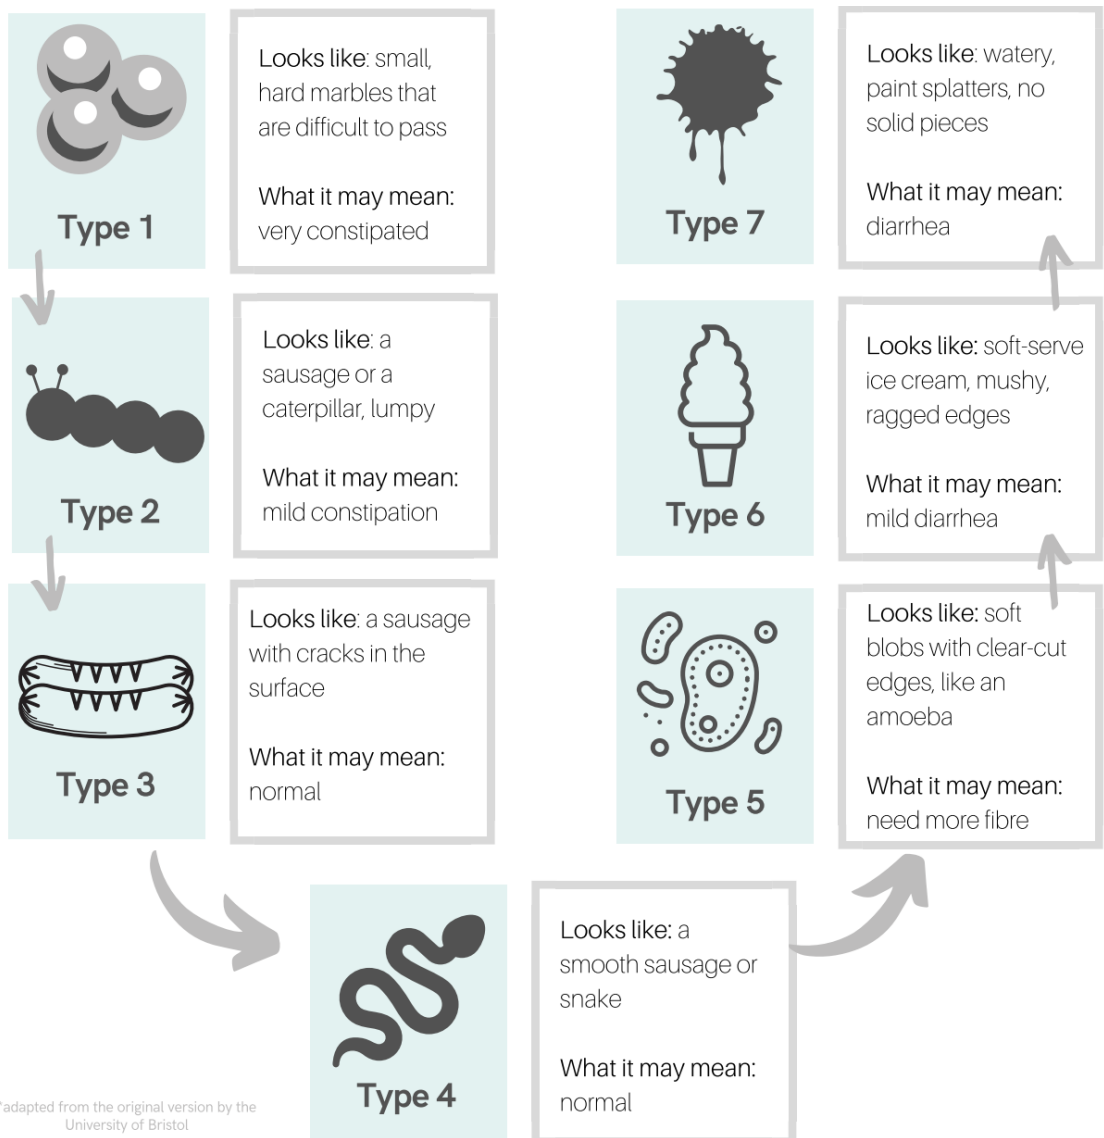 Type 1
Looks like: small,
hard marbles that
are difficult to pass
What it may mean:
very constipated
Type 2
Looks like: a
sausage or a
caterpillar, lumpy
What it may mean:
mild constipation
Type 3
Looks like: a sausage
with cracks in the
surface
What it may mean:
normal
Type 4
Looks like: a
smooth sausage or
snake
What it may mean:
normal
Type 5
Looks like: soft
blobs with clear-cut
edges, like an
amoeba
What it may mean:
need more fibre
Type 6
Looks like: soft-serve
ice cream, mushy,
ragged edges
What it may mean:
mild diarrhea
Type 7
Looks like: watery,
paint splatters, no
solid pieces
What it may mean:
diarrhea
*adapted from the original version by the
University of Bristol